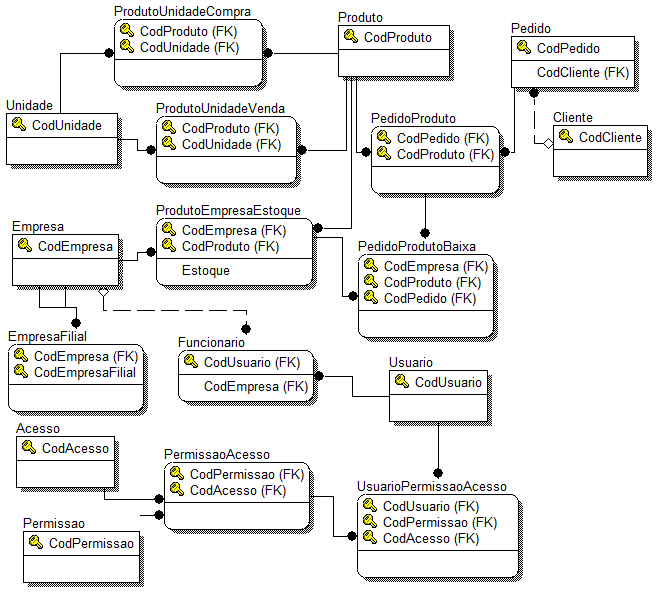 ProdutoUnidadeCompra
CodProduto (FK)
CodUnidade (FK)
Produto
CodProduto
Pedido
CodPedido
CodCliente (FK)
Unidade
CodUnidade
ProdutoUnidadeVenda
CodProduto (FK)
CodUnidade (FK)
PedidoProduto
CodPedido (FK)
CodProduto (FK)
Cliente
CodCliente
Empresa
CodEmpresa
ProdutoEmpresaEstoque
CodEmpresa (FK)
CodProduto (FK)
Estoque
PedidoProdutoBaixa
CodEmpresa (FK)
CodProduto (FK)
CodPedido (FK)
EmpresaFilial
CodEmpresa (FK)
CodEmpresaFilial
Funcionario
CodUsuario (FK)
CodEmpresa (FK)
Usuario
CodUsuario
Acesso
CodAcesso
PermissaoAcesso
CodPermissao (FK)
CodAcesso (FK)
UsuarioPermissaoAcesso
CodUsuario (FK)
CodPermissao (FK)
CodAcesso (FK)
Permissao
CodPermissao